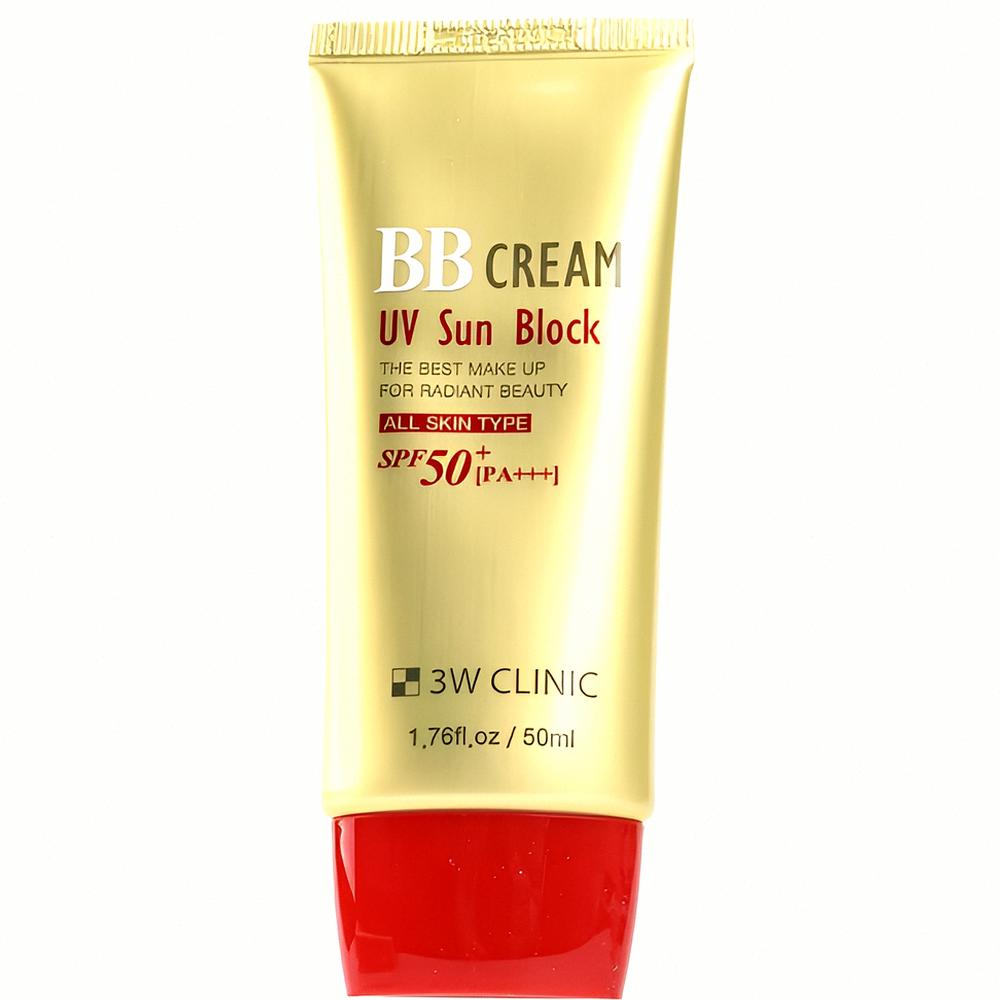 BB CREAM
UV Sun Block
THE BEST MAKE UP
FOR RADIANT BEAUTY
ALL SKIN TYPE
SPF50+ [PA+++]
3W CLINIC
1.76fl.oz / 50ml